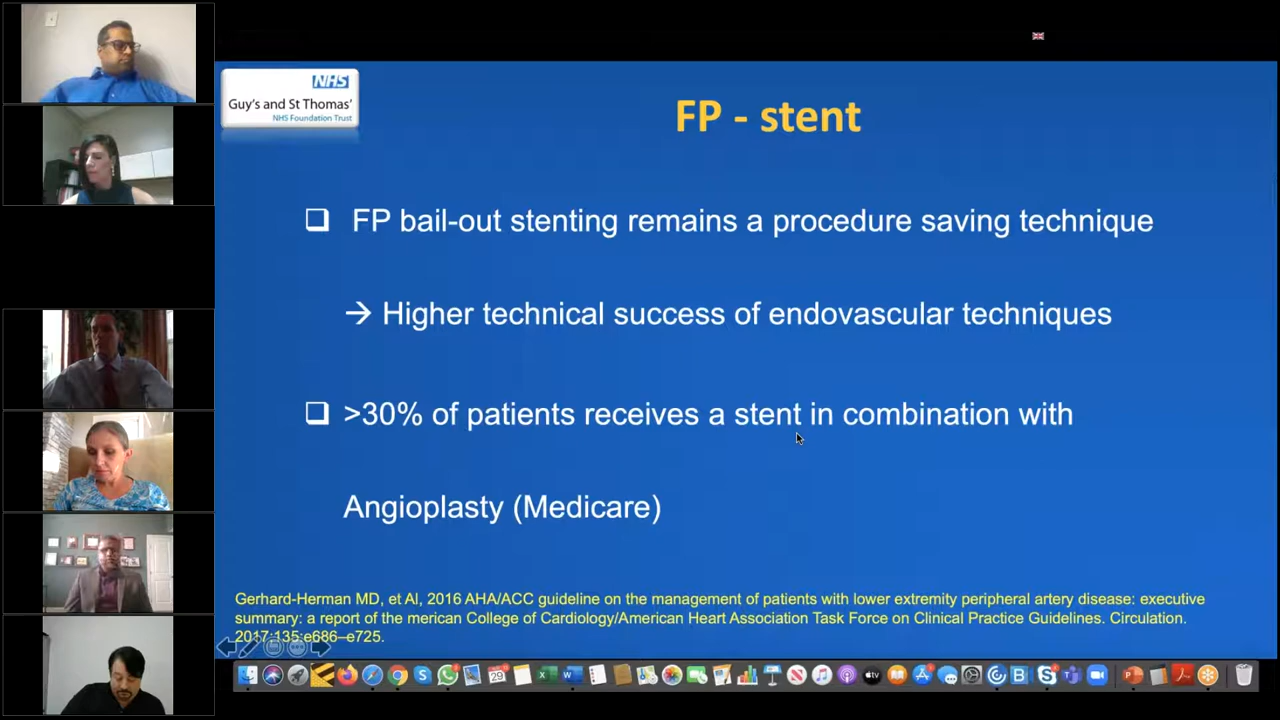 NHS
Guy's and St Thomas'
NHS Foundation Trust
FP - stent
FP bail-out stenting remains a procedure saving technique
→ Higher technical success of endovascular techniques
>30% of patients receives a stent in combination with
Angioplasty (Medicare)
Gerhard-Herman MD, et Al, 2016 AHA/ACC guideline on the management of patients with lower extremity peripheral artery disease: executive
summary: a report of the merican College of Cardiology/American Heart Association Task Force on Clinical Practice Guidelines. Circulation.
2017;135:e686–e725.
29